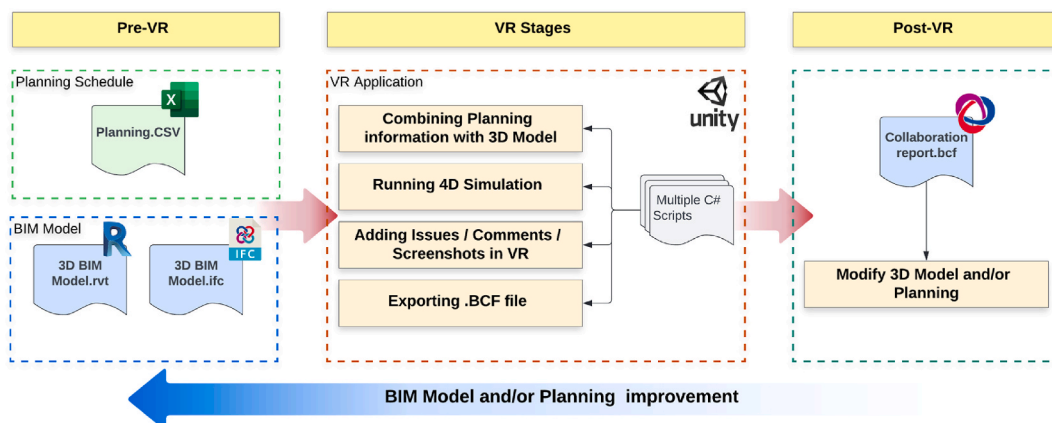 Pre-VR
VR Stages
Post-VR
Planning Schedule
X
Planning.CSV
BIM Model
R
IFC
3D BIM
Model.rvt
3D BIM
Model.ifc
VR Application
unity
Combining Planning
information with 3D Model
Running 4D Simulation
Adding Issues / Comments /
Screenshots in VR
Exporting .BCF file
Multiple C#
Scripts
Collaboration
report.bcf
Modify 3D Model and/or
Planning
BIM Model and/or Planning improvement